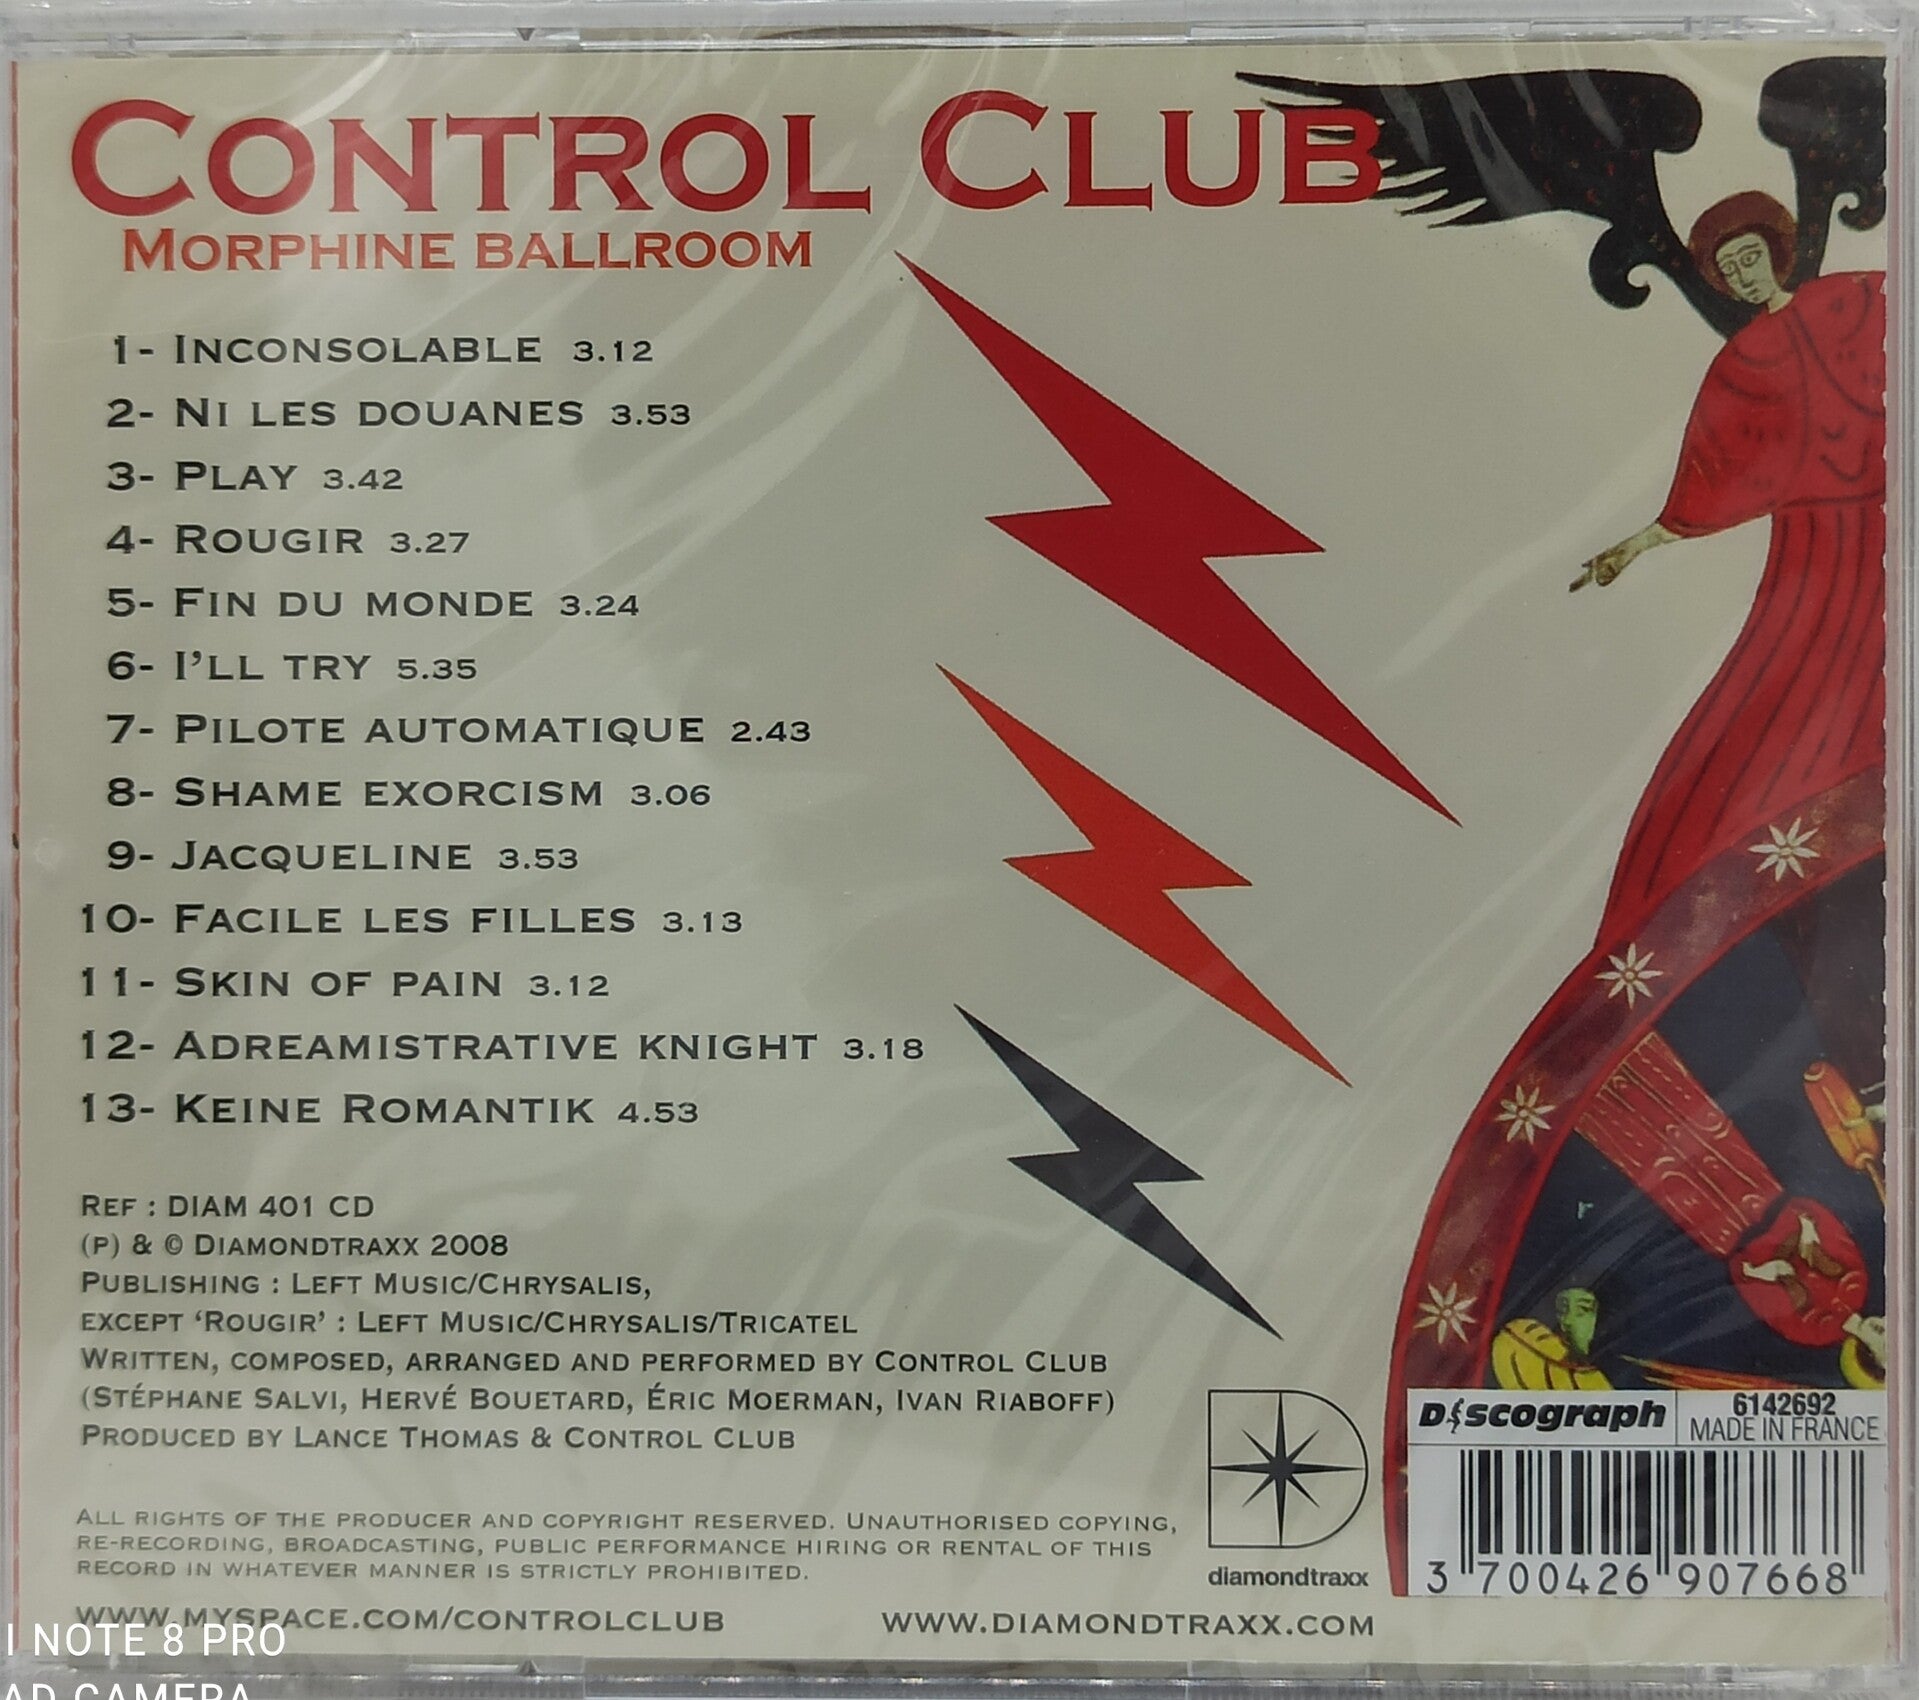 CONTROL CLUB
MORPHINE BALLROOM
1- INCONSOLABLE 3.12
2- NI LES DOUANES 3.53
3- PLAY 3.42
4- ROUGIR 3.27
5- FIN DU MONDE 3.24
6- I'LL TRY 5.35
7- PILOTE AUTOMATIQUE 2.43
8- SHAME EXORCISM 3.06
9- JACQUELINE 3.53
10- FACILE LES FILLES 3.13
11- SKIN OF PAIN 3.12
12- ADREAMISTRATIVE KNIGHT 3.18
13- KEINE ROMANTIK 4.53
REF : DIAM 401 CD
(P) & © DIAMONDTRAXX 2008
PUBLISHING : LEFT MUSIC/CHRYSALIS,
EXCEPT 'ROUGIR' : LEFT MUSIC/CHRYSALIS/TRICATEL
WRITTEN, COMPOSED, ARRANGED AND PERFORMED BY CONTROL CLUB
(STÉPHANE SALVI, HERVÉ BOUETARD, ÉRIC MOERMAN, IVAN RIABOFF)
PRODUCED BY LANCE THOMAS & CONTROL CLUB
ALL RIGHTS OF THE PRODUCER AND COPYRIGHT RESERVED. UNAUTHORISED COPYING,
RE-RECORDING, BROADCASTING, PUBLIC PERFORMANCE HIRING OR RENTAL OF THIS
RECORD IN WHATEVER MANNER IS STRICTLY PROHIBITED.
WWW.MYSPACE.COM/CONTROLCLUB
WWW.DIAMONDTRAXX.COM
diamondtraxx
Discograph
6142692
MADE IN FRANCE
3 700426 907668
r
I NOTE 8 PRO
AD CAMERA